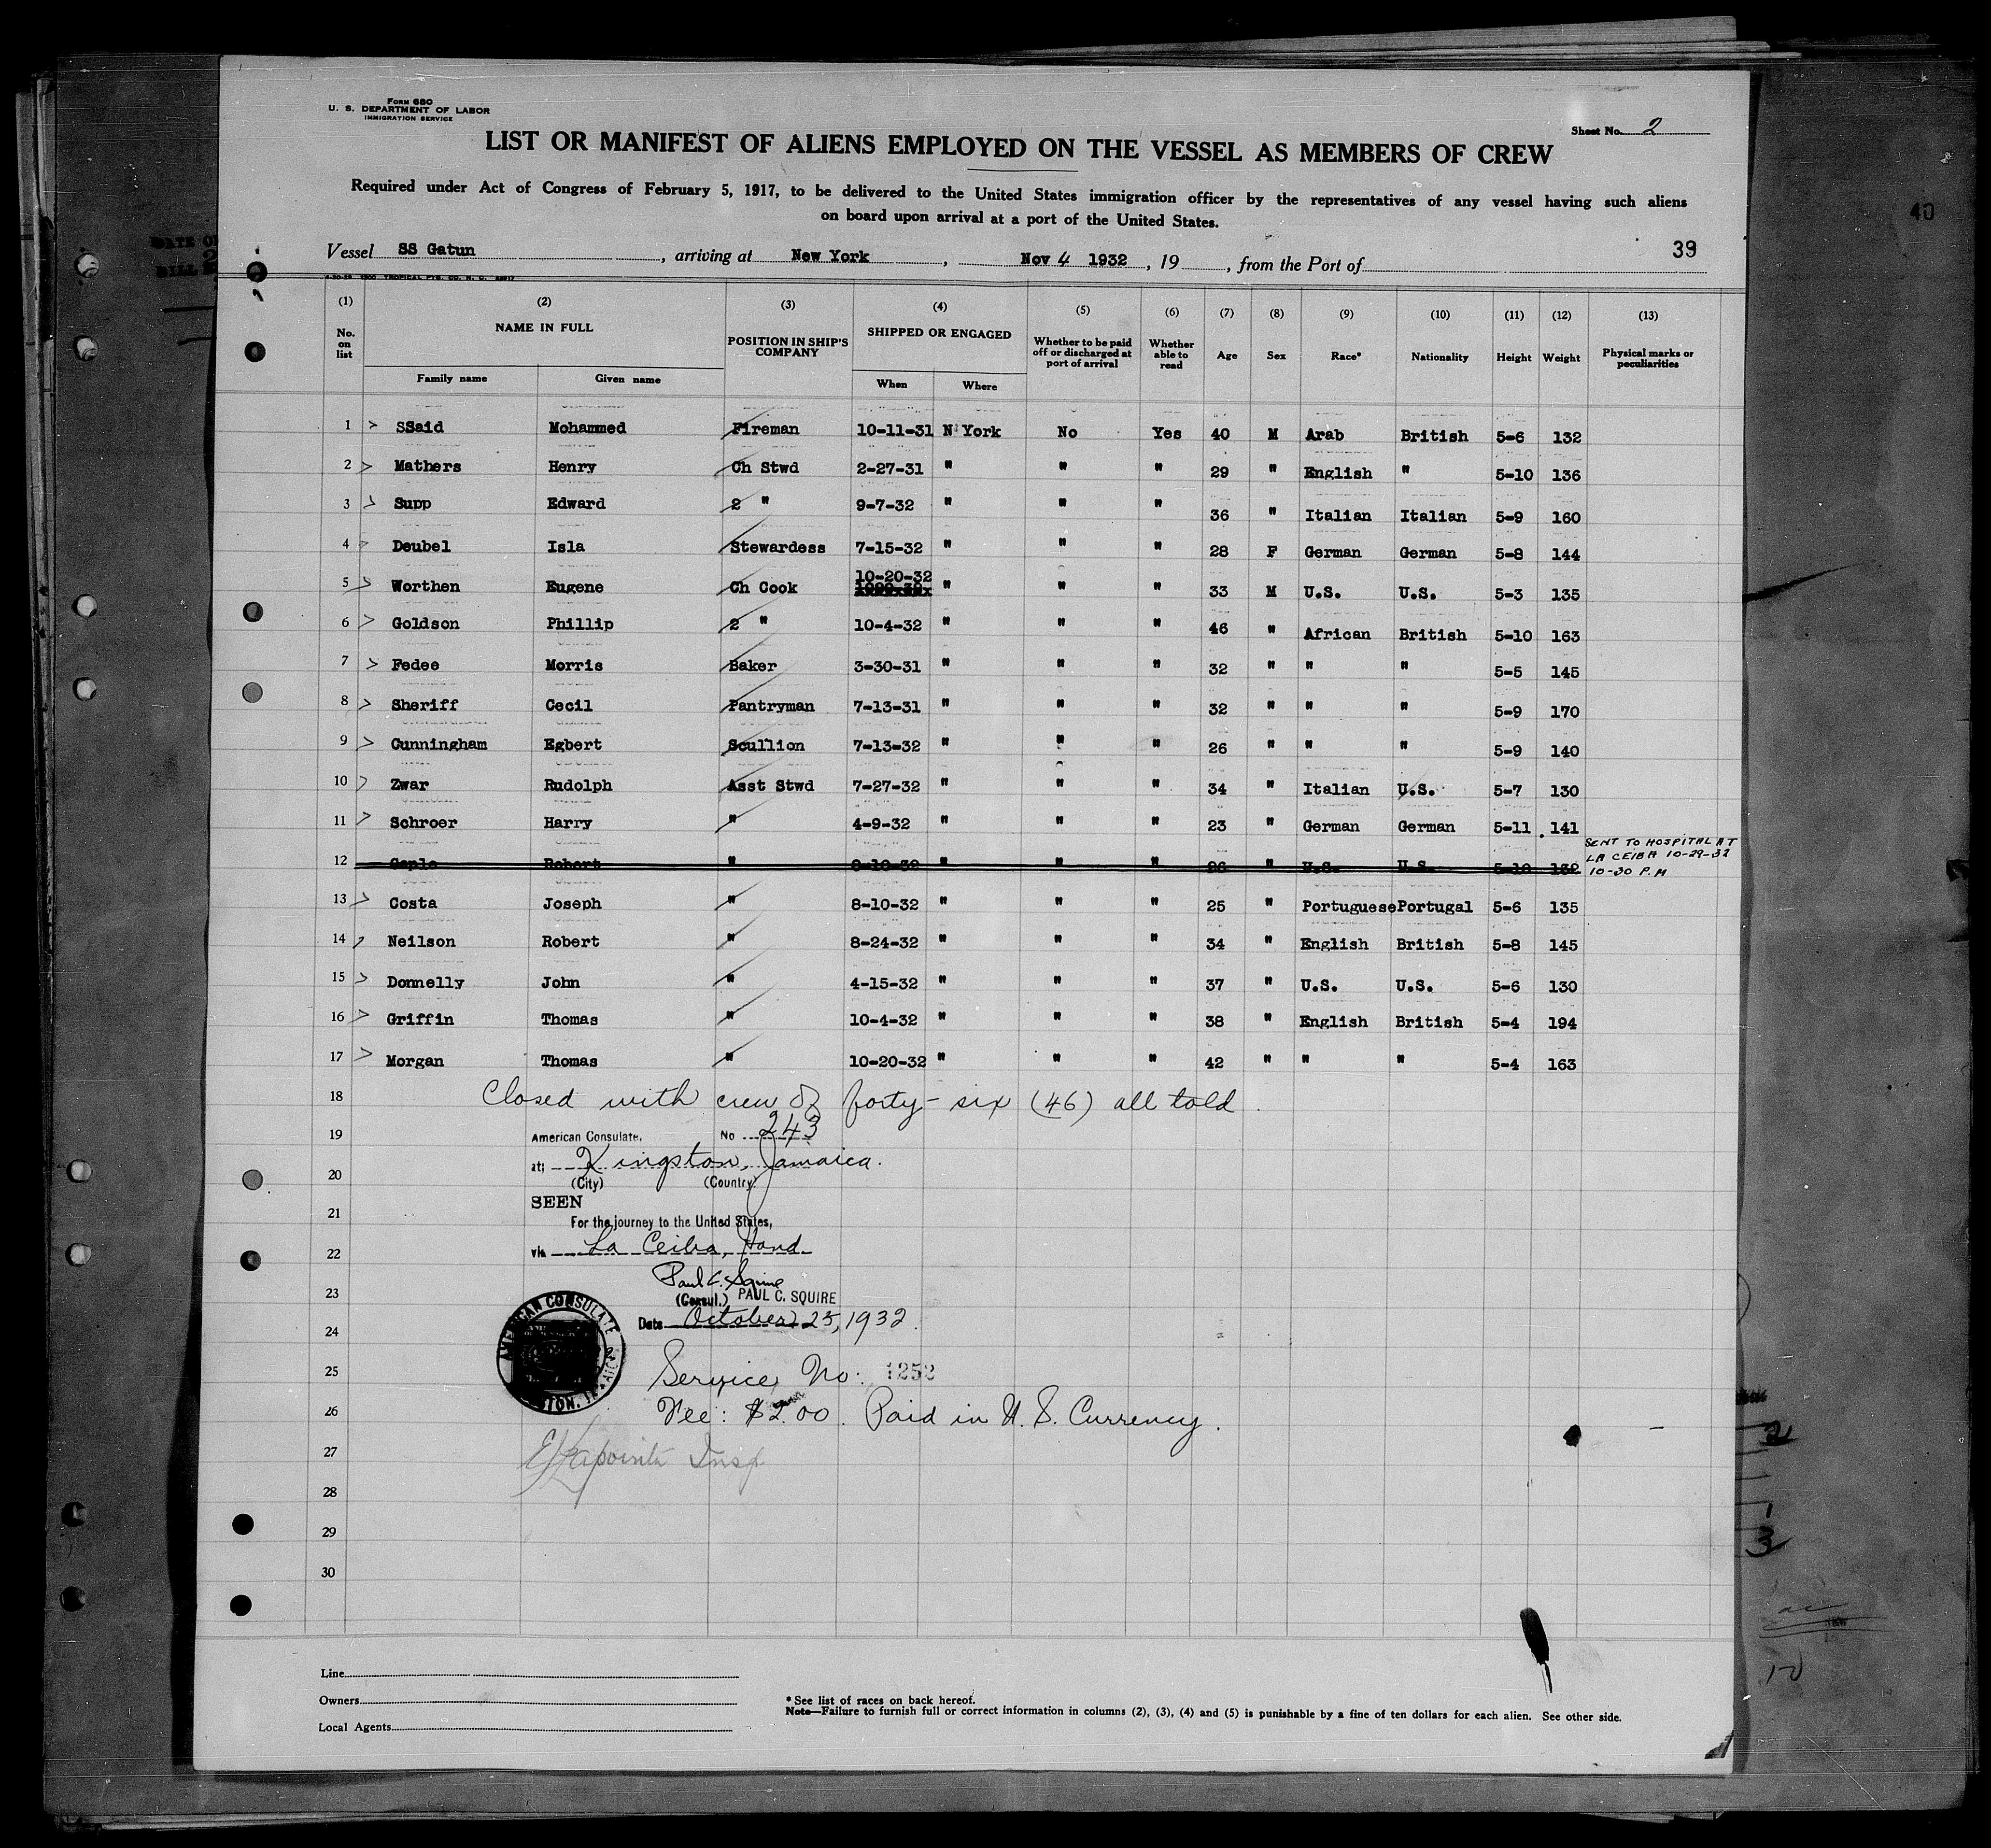 Form 680
U. S. DEPARTMENT OF LABOR
IMMIGRATION SERVICE
Sheet No. 2
LIST OR MANIFEST OF ALIENS EMPLOYED ON THE VESSEL AS MEMBERS OF CREW
Required under Act of Congress of February 5, 1917, to be delivered to the United States immigration officer by the representatives of any vessel having such aliens
on board upon arrival at a port of the United States.
40
39
Vessel SS Gatun, arriving at New York, Nov 4 1932, 19, from the Port of
(1) (2) (3) (4) (5) (6) (7) (8) (9) (10) (11) (12) (13)
No. on list NAME IN FULL Family name Given name POSITION IN SHIP'S COMPANY SHIPPED OR ENGAGED When Where Whether to be paid off or discharged at port of arrival Whether able to read Age Sex Race* Nationality Height Weight Physical marks or peculiarities
1 SSaid Mohammed Fireman 10-11-31 N York No Yes 40 M Arab British 5-6 132
2 Mathers Henry Ch Stwd 2-27-31 " " " 29 " English " 5-10 136
3 Supp Edward 2 " 9-7-32 " " " 36 " Italian Italian 5-9 160
4 Deubel Isla Stewardess 7-15-32 " " " 28 F German German 5-8 144
5 Worthen Eugene Ch Cook 10-20-32 " " " 33 M U.S. U.S. 5-3 135
6 Goldson Phillip 2 " 10-4-32 " " " 46 " African British 5-10 163
7 Fedee Morris Baker 3-30-31 " " " 32 " " " 5-5 145
8 Sheriff Cecil Pantryman 7-13-31 " " " 32 " " " 5-9 170
9 Cunningham Egbert Scullion 7-13-32 " " " 26 " " " 5-9 140
10 Zwar Rudolph Asst Stwd 7-27-32 " " " 34 " Italian U.S. 5-7 130
11 Schroer Harry " 4-9-32 " " " 23 " German German 5-11 141
12 Robert " " " " " U.S. U.S. 5-10 132 SENT TO HOSPITAL AT LA CEIBA 10-29-32 10-30 P.M
13 Costa Joseph " 8-10-32 " " " 25 " Portuguese Portugal 5-6 135
14 Neilson Robert " 8-24-32 " " " 34 " English British 5-8 145
15 Donnelly John " 4-15-32 " " " 37 " U.S. U.S. 5-6 130
16 Griffin Thomas " 10-4-32 " " " 38 " English British 5-4 194
17 Morgan Thomas " 10-20-32 " " " 42 " " " 5-4 163
18 Closed with crew of forty-six (46) all told.
19 American Consulate, No 243
at; Kingston, Jamaica.
20 (City) (Country)
SEEN
21 For the journey to the United States,
22 via La Ceiba, Hond.
Paul C. Squire
23 (Consul.) PAUL C. SQUIRE
Date October 25, 1932.
24 AMERICAN CONSULATE
25 Service No: 1252
26 Fee: $2.00. Paid in U. S. Currency.
27 Insp
28
29
30
Line
Owners
Local Agents
* See list of races on back hereof.
Note—Failure to furnish full or correct information in columns (2), (3), (4) and (5) is punishable by a fine of ten dollars for each alien. See other side.